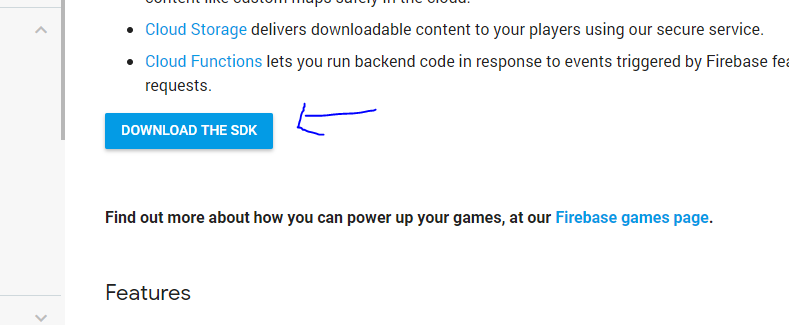 content like custom maps safely in the cloud.
Cloud Storage delivers downloadable content to your players using our secure service.
Cloud Functions lets you run backend code in response to events triggered by Firebase fea
requests.
DOWNLOAD THE SDK
Find out more about how you can power up your games, at our Firebase games page.
Features